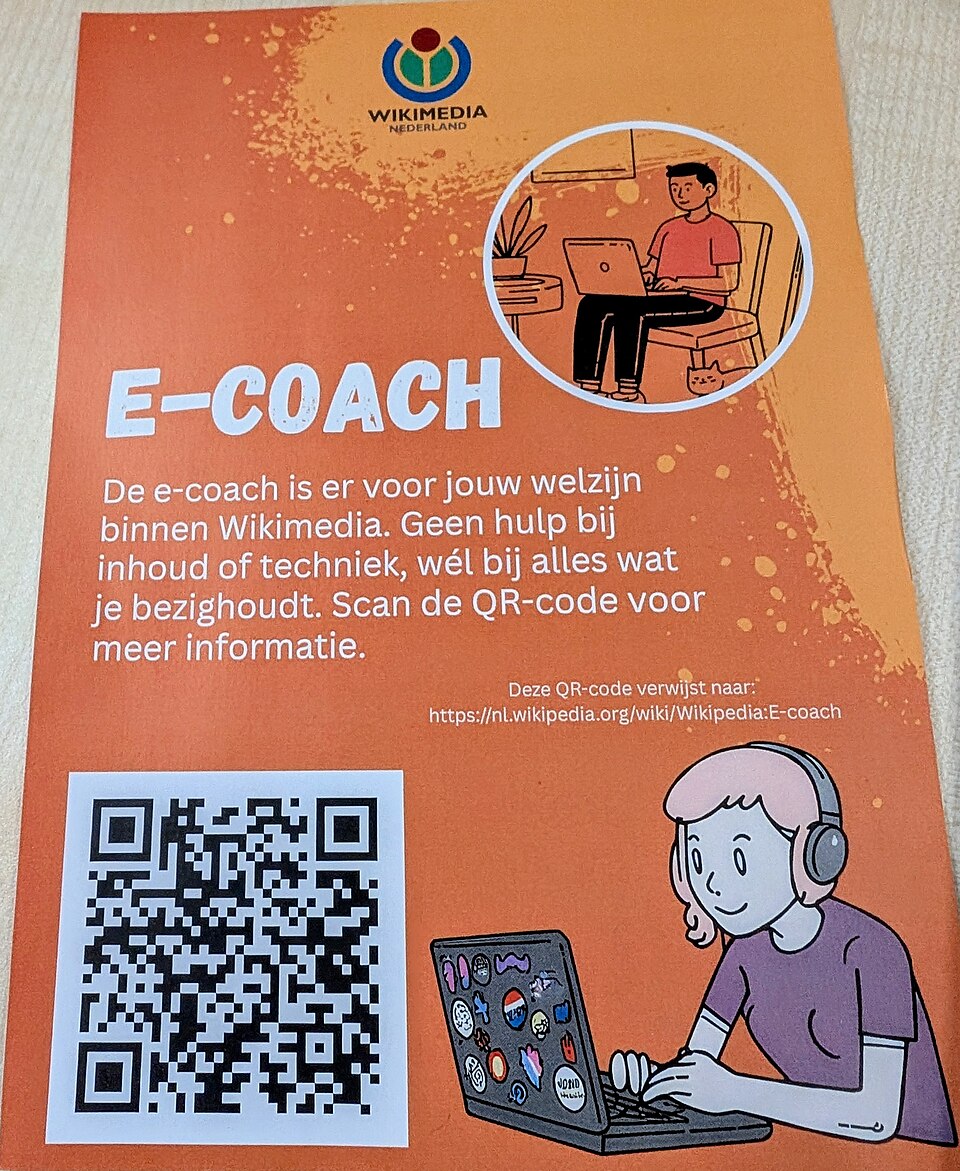 WIKIMEDIA
NEDERLAND
E-COACH
De e-coach is er voor jouw welzijn
binnen Wikimedia. Geen hulp bij
inhoud of techniek, wél bij alles wat
je bezighoudt. Scan de QR-code voor
meer informatie.
Deze QR-code verwijst naar:
https://nl.wikipedia.org/wiki/Wikipedia:E-coach